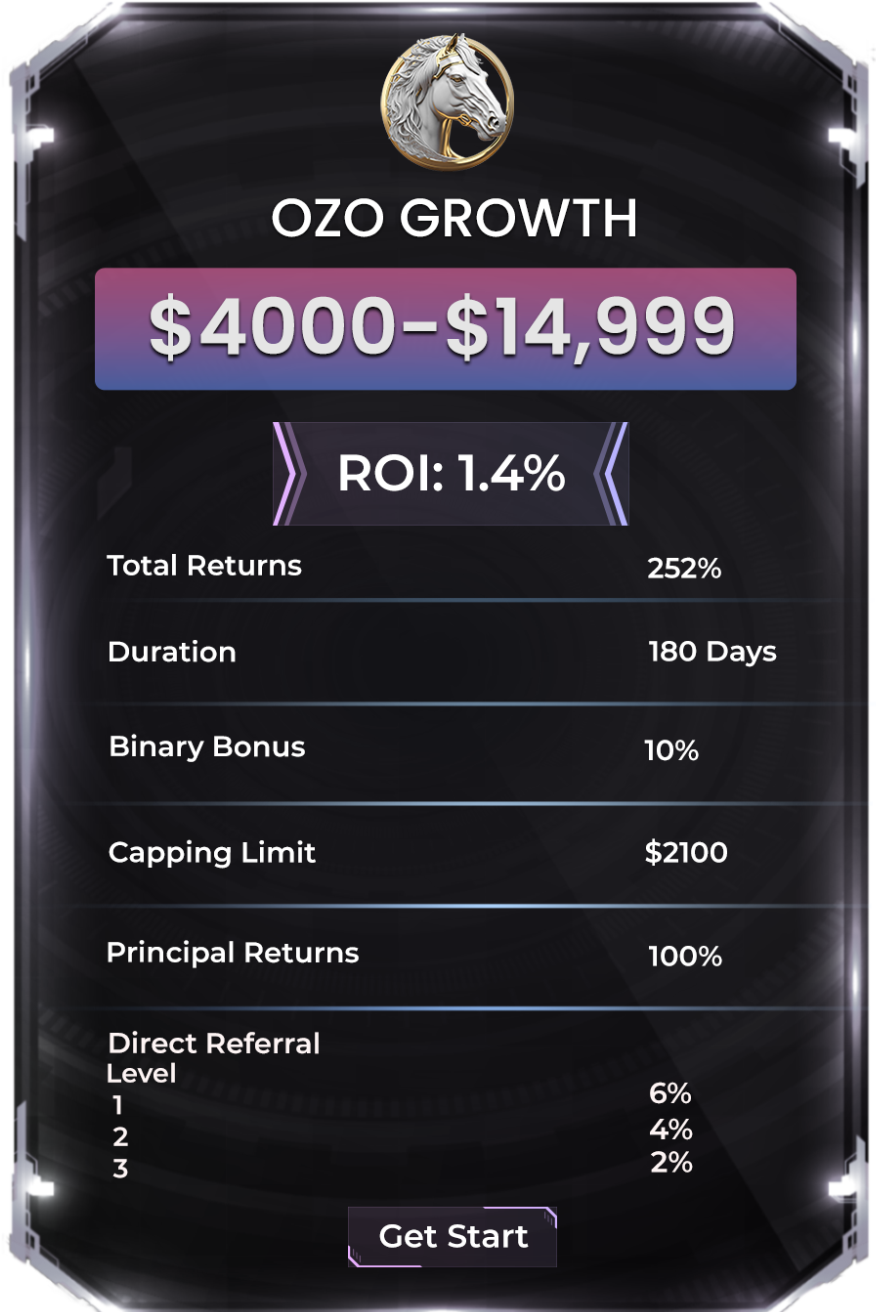 OZO GROWTH
$4000-$14,999
ROI: 1.4%
Total Returns 252%
Duration 180 Days
Binary Bonus 10%
Capping Limit $2100
Principal Returns 100%
Direct Referral
Level
1 6%
2 4%
3 2%
Get Start